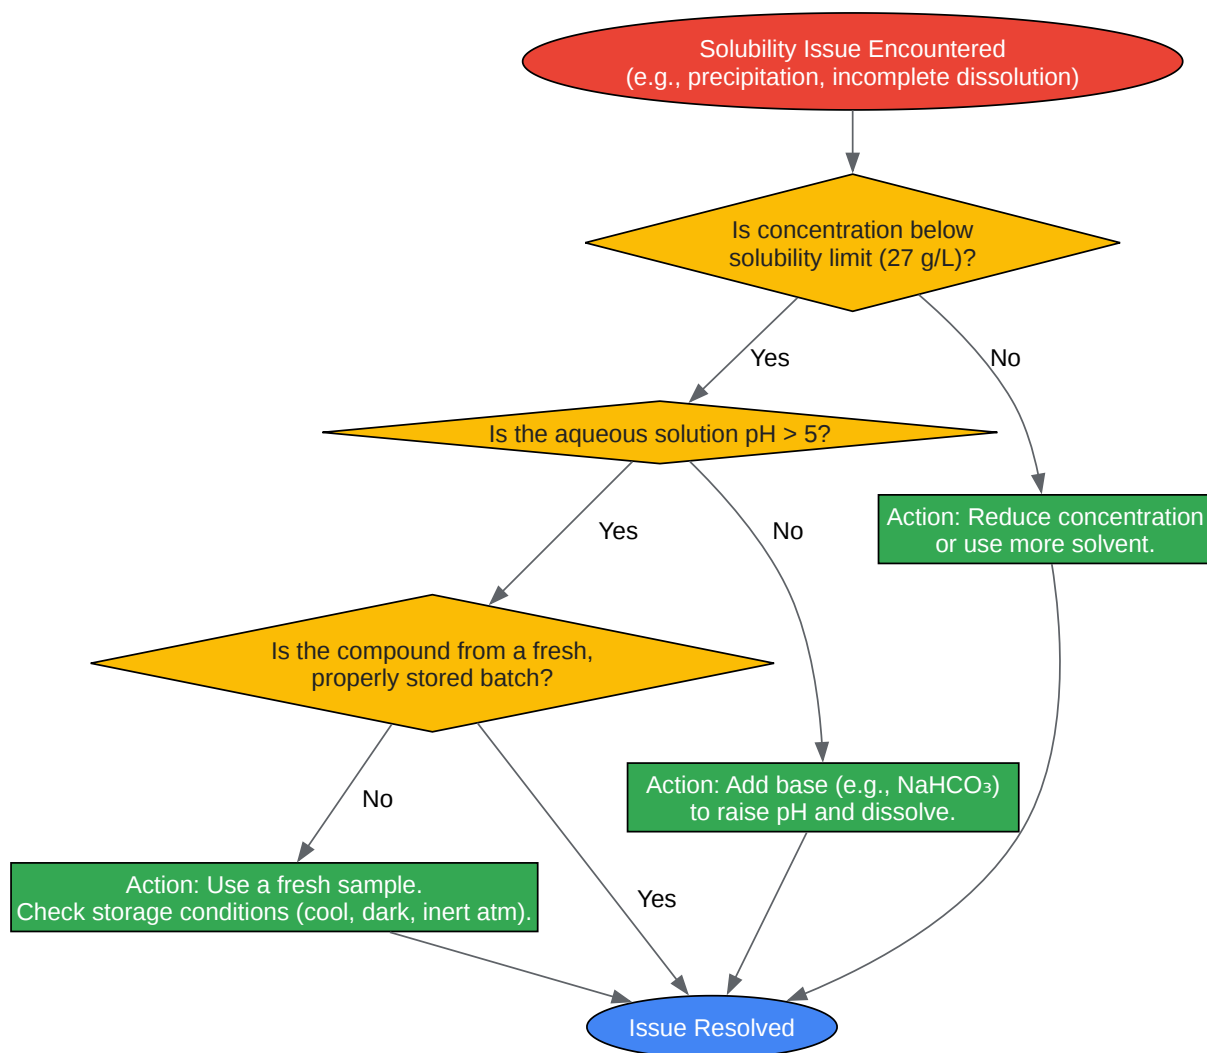 Solubility Issue Encountered
(e.g., precipitation, incomplete dissolution)
Is concentration below
solubility limit (27 g/L)?
Yes
No
Is the aqueous solution pH > 5?
Action: Reduce concentration
or use more solvent.
Yes
No
Is the compound from a fresh,
properly stored batch?
Action: Add base (e.g., NaHCO₃)
to raise pH and dissolve.
No
Yes
Action: Use a fresh sample.
Check storage conditions (cool, dark, inert atm).
Issue Resolved